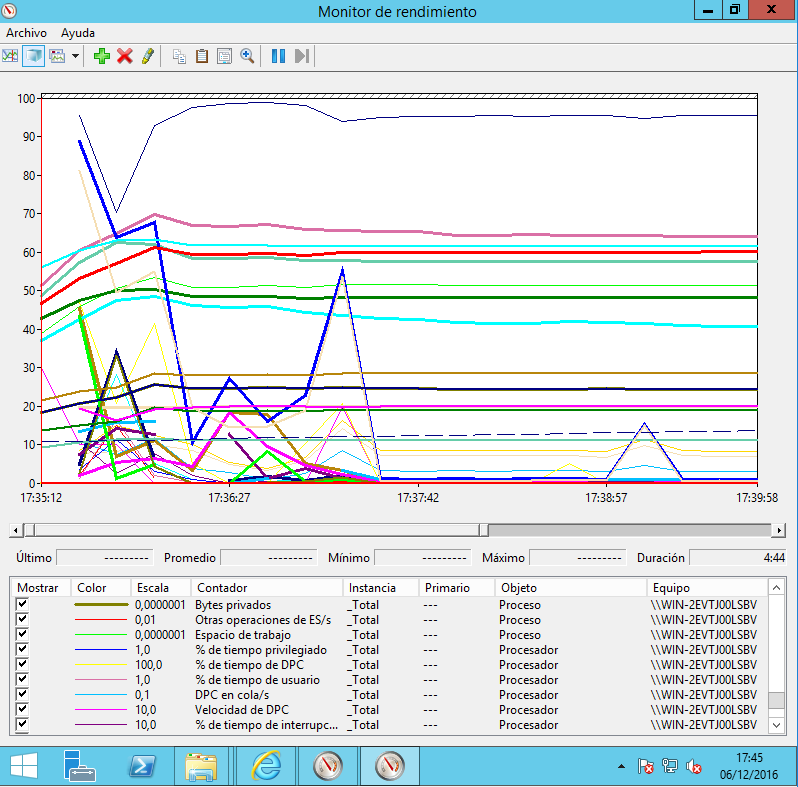 Monitor de rendimiento
Archivo Ayuda
100
90
80
70
60
50
40
30
20
10
0
17:35:12 17:36:27 17:37:42 17:38:57 17:39:58
Último --------- Promedio --------- Mínimo --------- Máximo --------- Duración 4:44
Mostrar Color Escala Contador Instancia Primario Objeto Equipo
0,0000001 Bytes privados _Total --- Proceso \\WIN-2EVTJ00LSBV
0,01 Otras operaciones de ES/s _Total --- Proceso \\WIN-2EVTJ00LSBV
0,0000001 Espacio de trabajo _Total --- Proceso \\WIN-2EVTJ00LSBV
1,0 % de tiempo privilegiado _Total --- Procesador \\WIN-2EVTJ00LSBV
100,0 % de tiempo de DPC _Total --- Procesador \\WIN-2EVTJ00LSBV
1,0 % de tiempo de usuario _Total --- Procesador \\WIN-2EVTJ00LSBV
0,1 DPC en cola/s _Total --- Procesador \\WIN-2EVTJ00LSBV
10,0 Velocidad de DPC _Total --- Procesador \\WIN-2EVTJ00LSBV
10,0 % de tiempo de interrupc... _Total --- Procesador \\WIN-2EVTJ00LSBV
17:45
06/12/2016